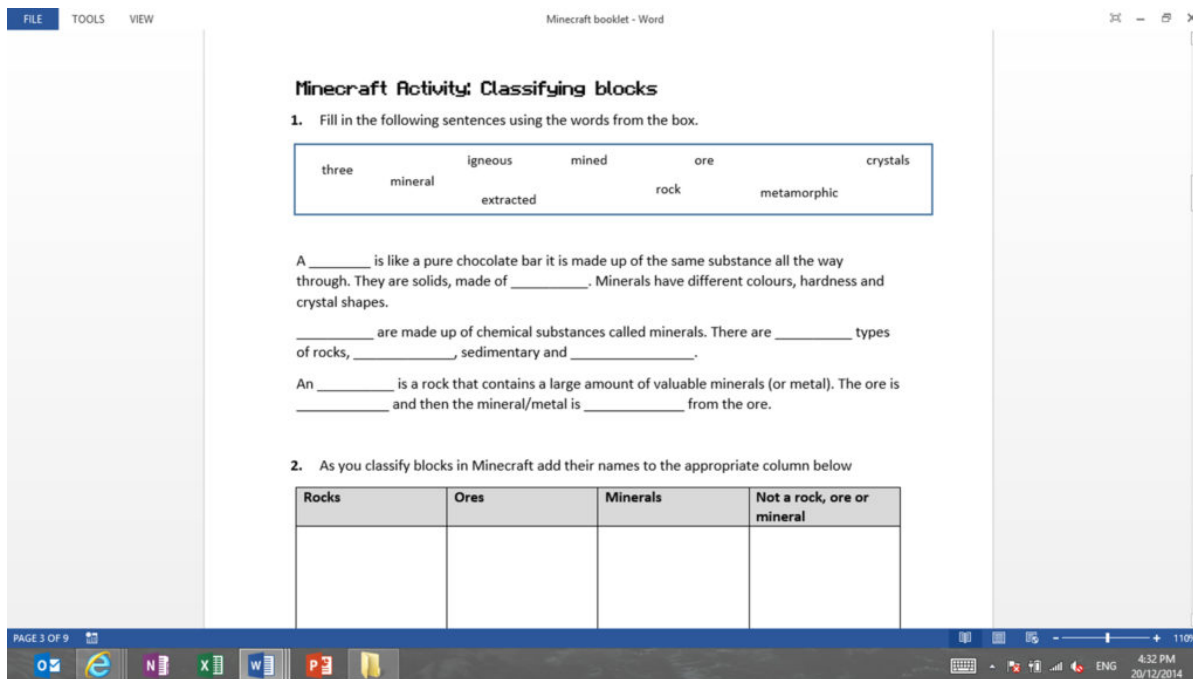 FILE TOOLS VIEW Minecraft booklet - Word
Minecraft Activity: Classifying blocks
1. Fill in the following sentences using the words from the box.
three igneous mined ore crystals
mineral extracted rock metamorphic
A ________ is like a pure chocolate bar it is made up of the same substance all the way
through. They are solids, made of __________. Minerals have different colours, hardness and
crystal shapes.
__________ are made up of chemical substances called minerals. There are __________ types
of rocks, _____________, sedimentary and ________________.
An __________ is a rock that contains a large amount of valuable minerals (or metal). The ore is
____________ and then the mineral/metal is _____________ from the ore.
2. As you classify blocks in Minecraft add their names to the appropriate column below
Rocks Ores Minerals Not a rock, ore or
mineral
PAGE 3 OF 9 110%
ENG 4:32 PM
20/12/2014